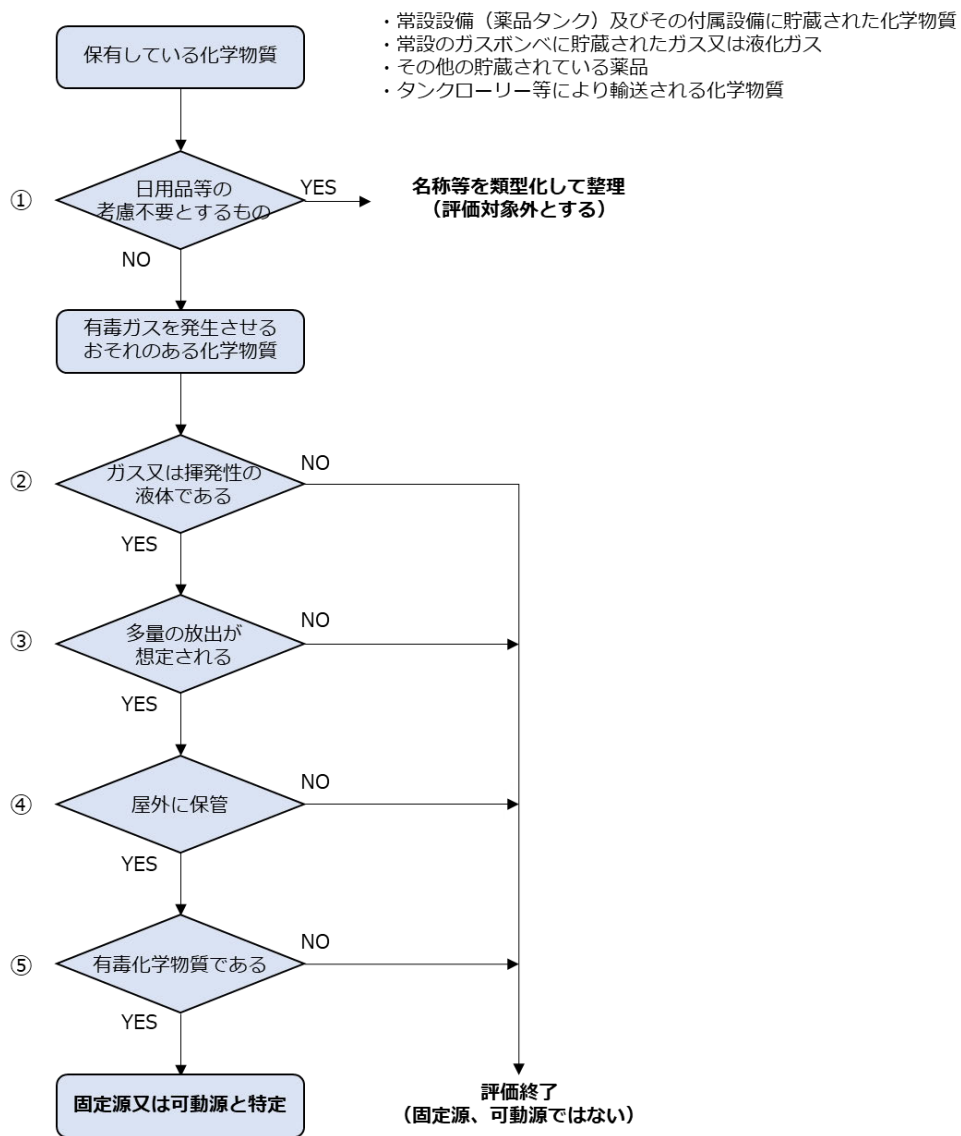 保有している化学物質
・常設設備（薬品タンク）及びその付属設備に貯蔵された化学物質
・常設のガスボンベに貯蔵されたガス又は液化ガス
・その他の貯蔵されている薬品
・タンクローリー等により輸送される化学物質
①
日用品等の
考慮不要とするもの
YES
名称等を類型化して整理
（評価対象外とする）
NO
有毒ガスを発生させる
おそれのある化学物質
②
ガス又は揮発性の
液体である
NO
YES
③
多量の放出が
想定される
NO
YES
④
屋外に保管
NO
YES
⑤
有毒化学物質である
NO
YES
固定源又は可動源と特定
評価終了
（固定源、可動源ではない）